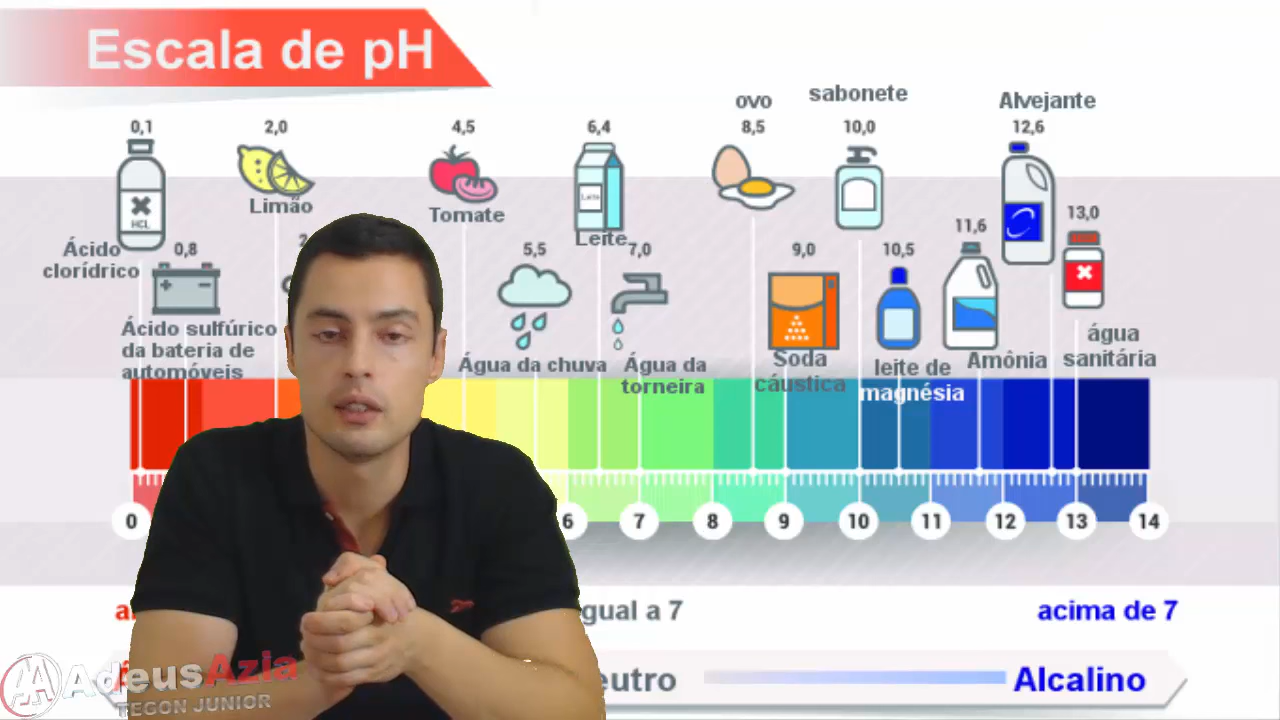 Escala de pH
ovo
sabonete
Alvejante
0,1
2,0
4,5
6,4
8,5
10,0
12,6
HCL
Limão
Tomate
Leite
Leite
Ácido
clorídrico
0,8
5,5
7,0
9,0
10,5
11,6
13,0
Ácido sulfúrico
da bateria de
automóveis
Água da chuva
Água da
torneira
Soda
cáustica
leite de
magnésia
Amônia
água
sanitária
0
6
7
8
9
10
11
12
13
14
gual a 7
acima de 7
eutro
Alcalino
AdeusAzia
TEGON JUNIOR